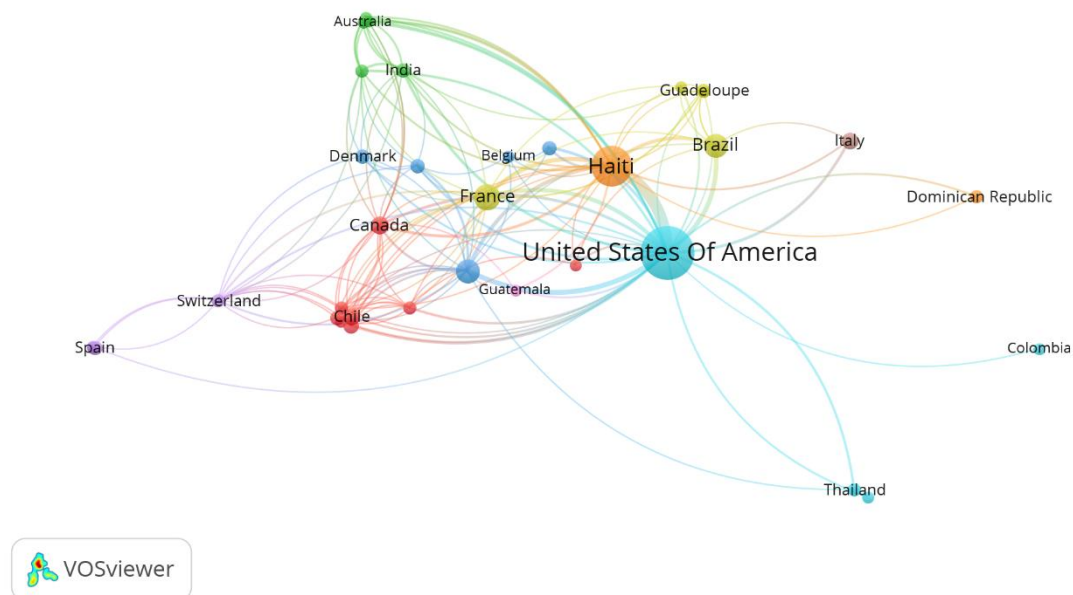 Australia
India
Guadeloupe
Brazil
Italy
Denmark
Belgium
Haiti
France
Dominican Republic
Canada
United States Of America
Guatemala
Switzerland
Chile
Spain
Colombia
Thailand
VOSviewer